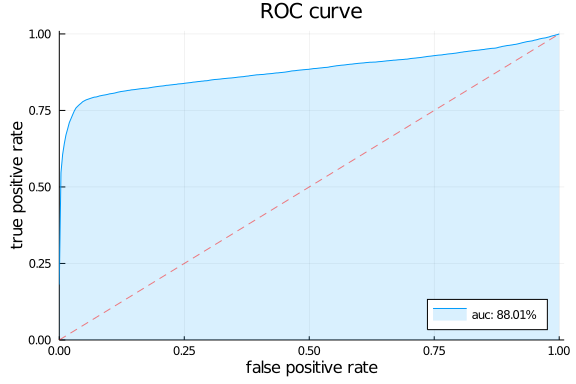 ROC curve
true positive rate
1.00
0.75
0.50
0.25
0.00
auc: 88.01%
0.00 0.25 0.50 0.75 1.00
false positive rate